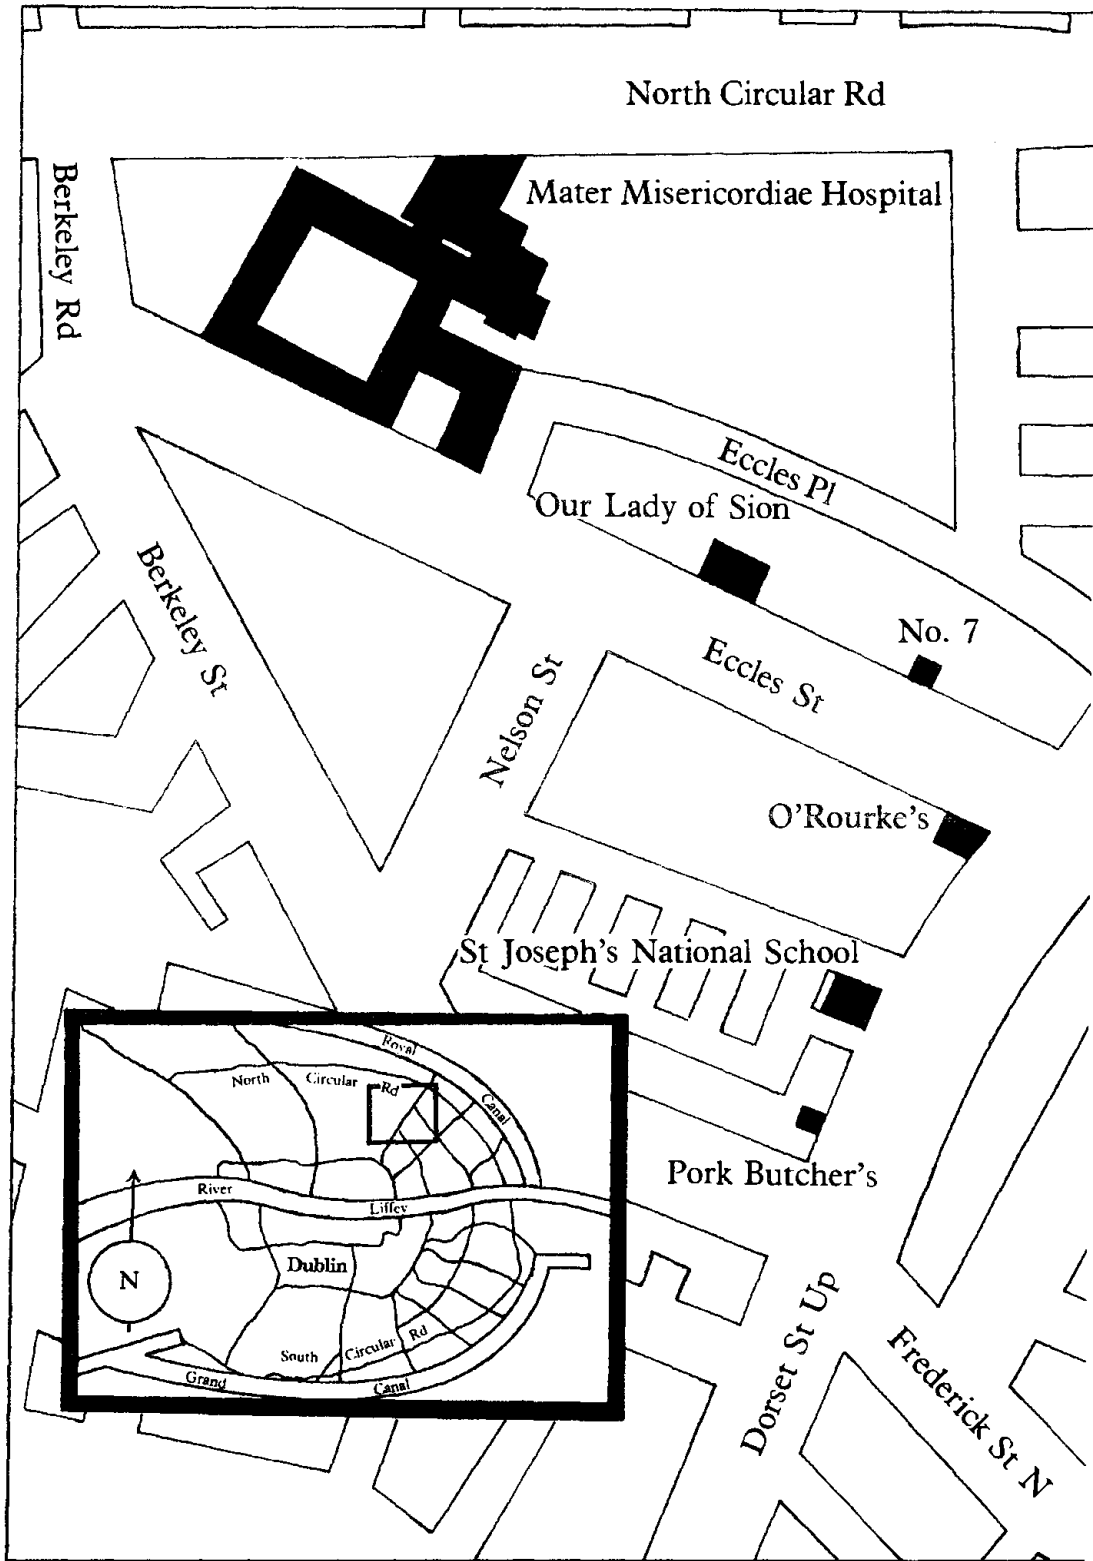 North Circular Rd
Mater Misericordiae Hospital
Berkeley Rd
Eccles Pl
Our Lady of Sion
Berkeley St
No. 7
Eccles St
Nelson St
O'Rourke's
St Joseph's National School
Royal
Canal
North Circular Rd
Pork Butcher's
River Liffey
Dublin
N
South Circular Rd
Grand Canal
Dorset St Up
Frederick St N